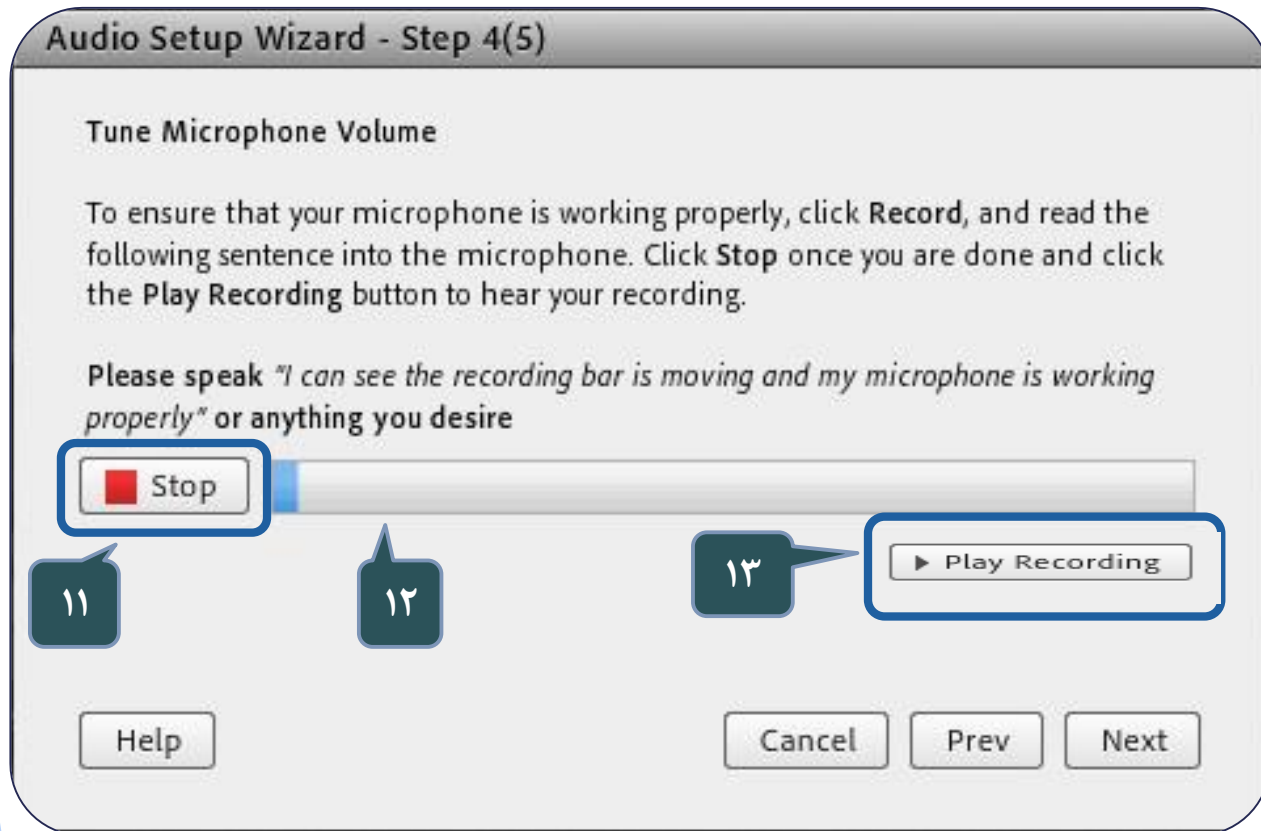 Audio Setup Wizard - Step 4(5)
Tune Microphone Volume
To ensure that your microphone is working properly, click Record, and read the
following sentence into the microphone. Click Stop once you are done and click
the Play Recording button to hear your recording.
Please speak "I can see the recording bar is moving and my microphone is working
properly" or anything you desire
Stop
Play Recording
۱۱
۱۲
۱۳
Help
Cancel
Prev
Next